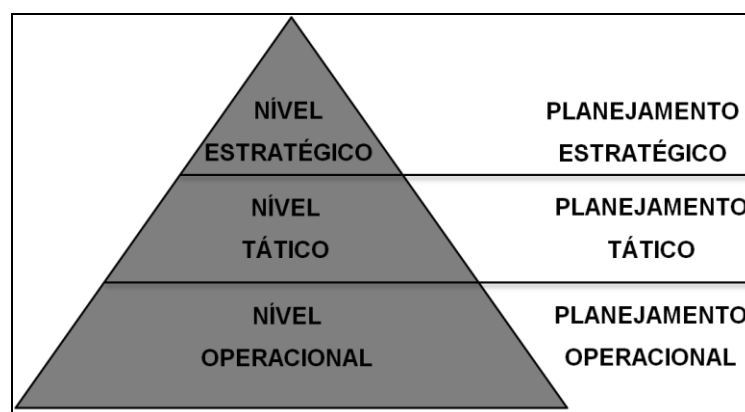 NÍVEL
ESTRATÉGICO
PLANEJAMENTO
ESTRATÉGICO
NÍVEL
TÁTICO
PLANEJAMENTO
TÁTICO
NÍVEL
OPERACIONAL
PLANEJAMENTO
OPERACIONAL